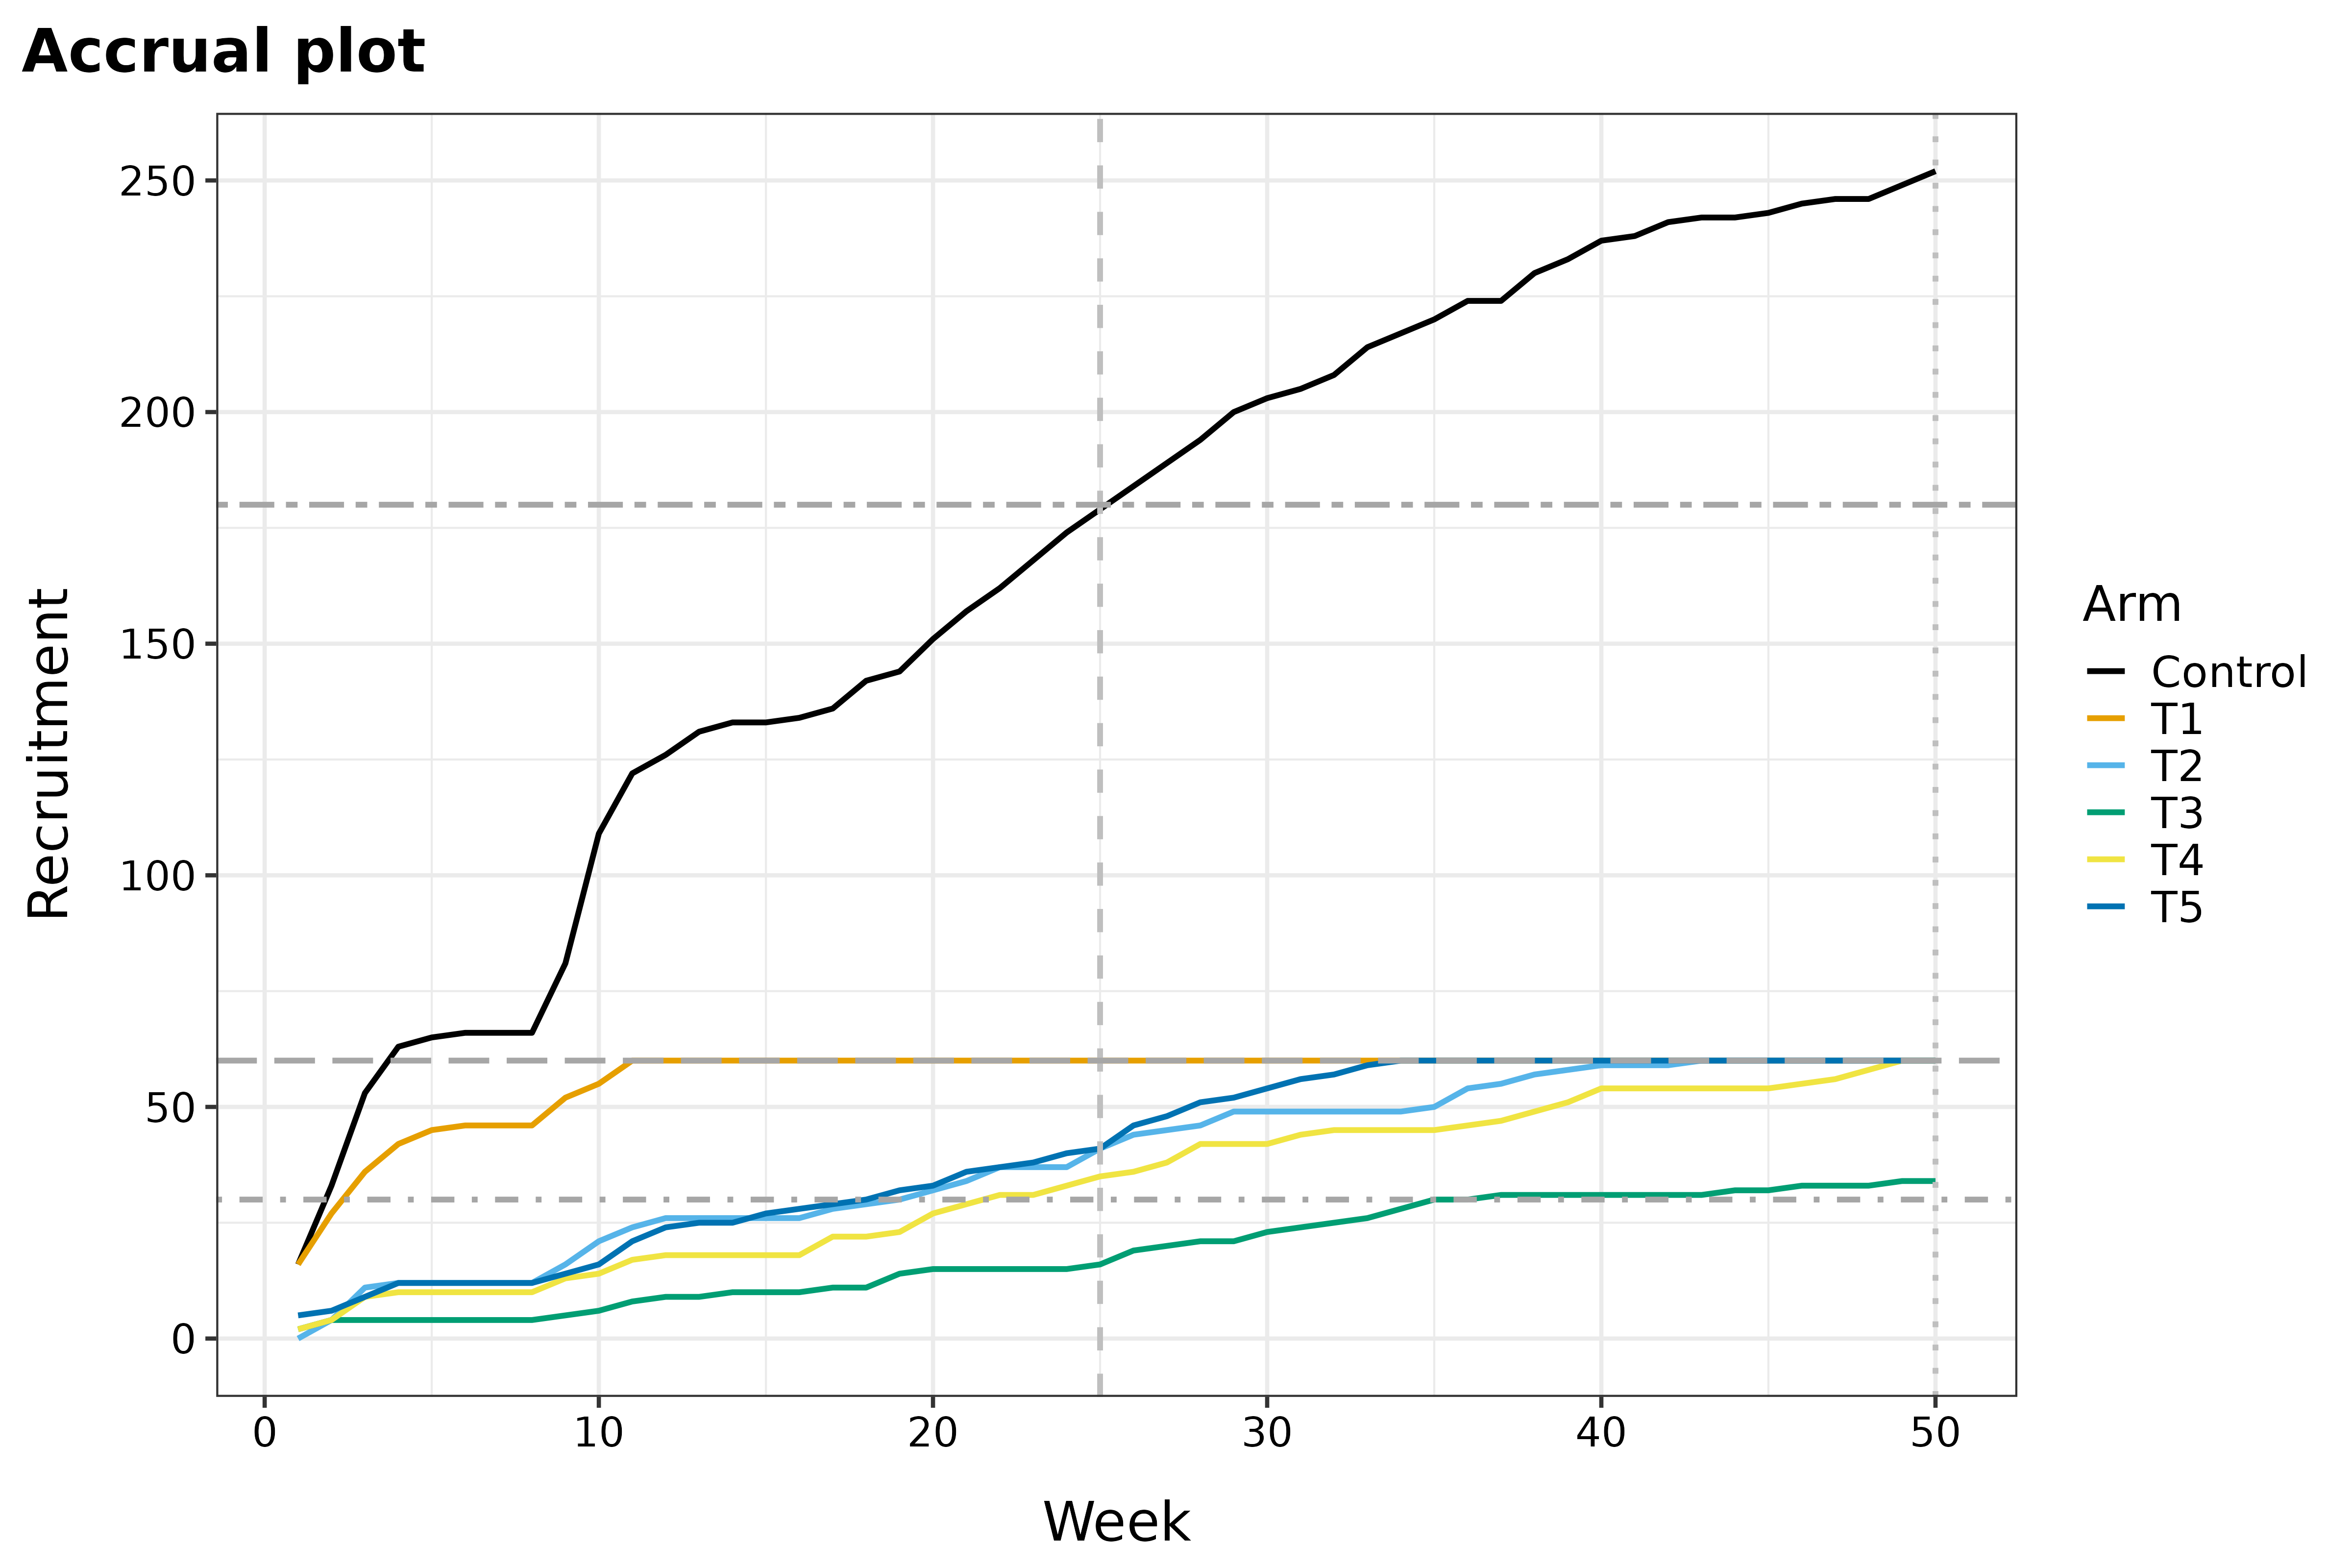 Accrual plot
250
200
150
100
50
0
Recruitment
0 10 20 30 40 50
Week
Arm
Control
T1
T2
T3
T4
T5